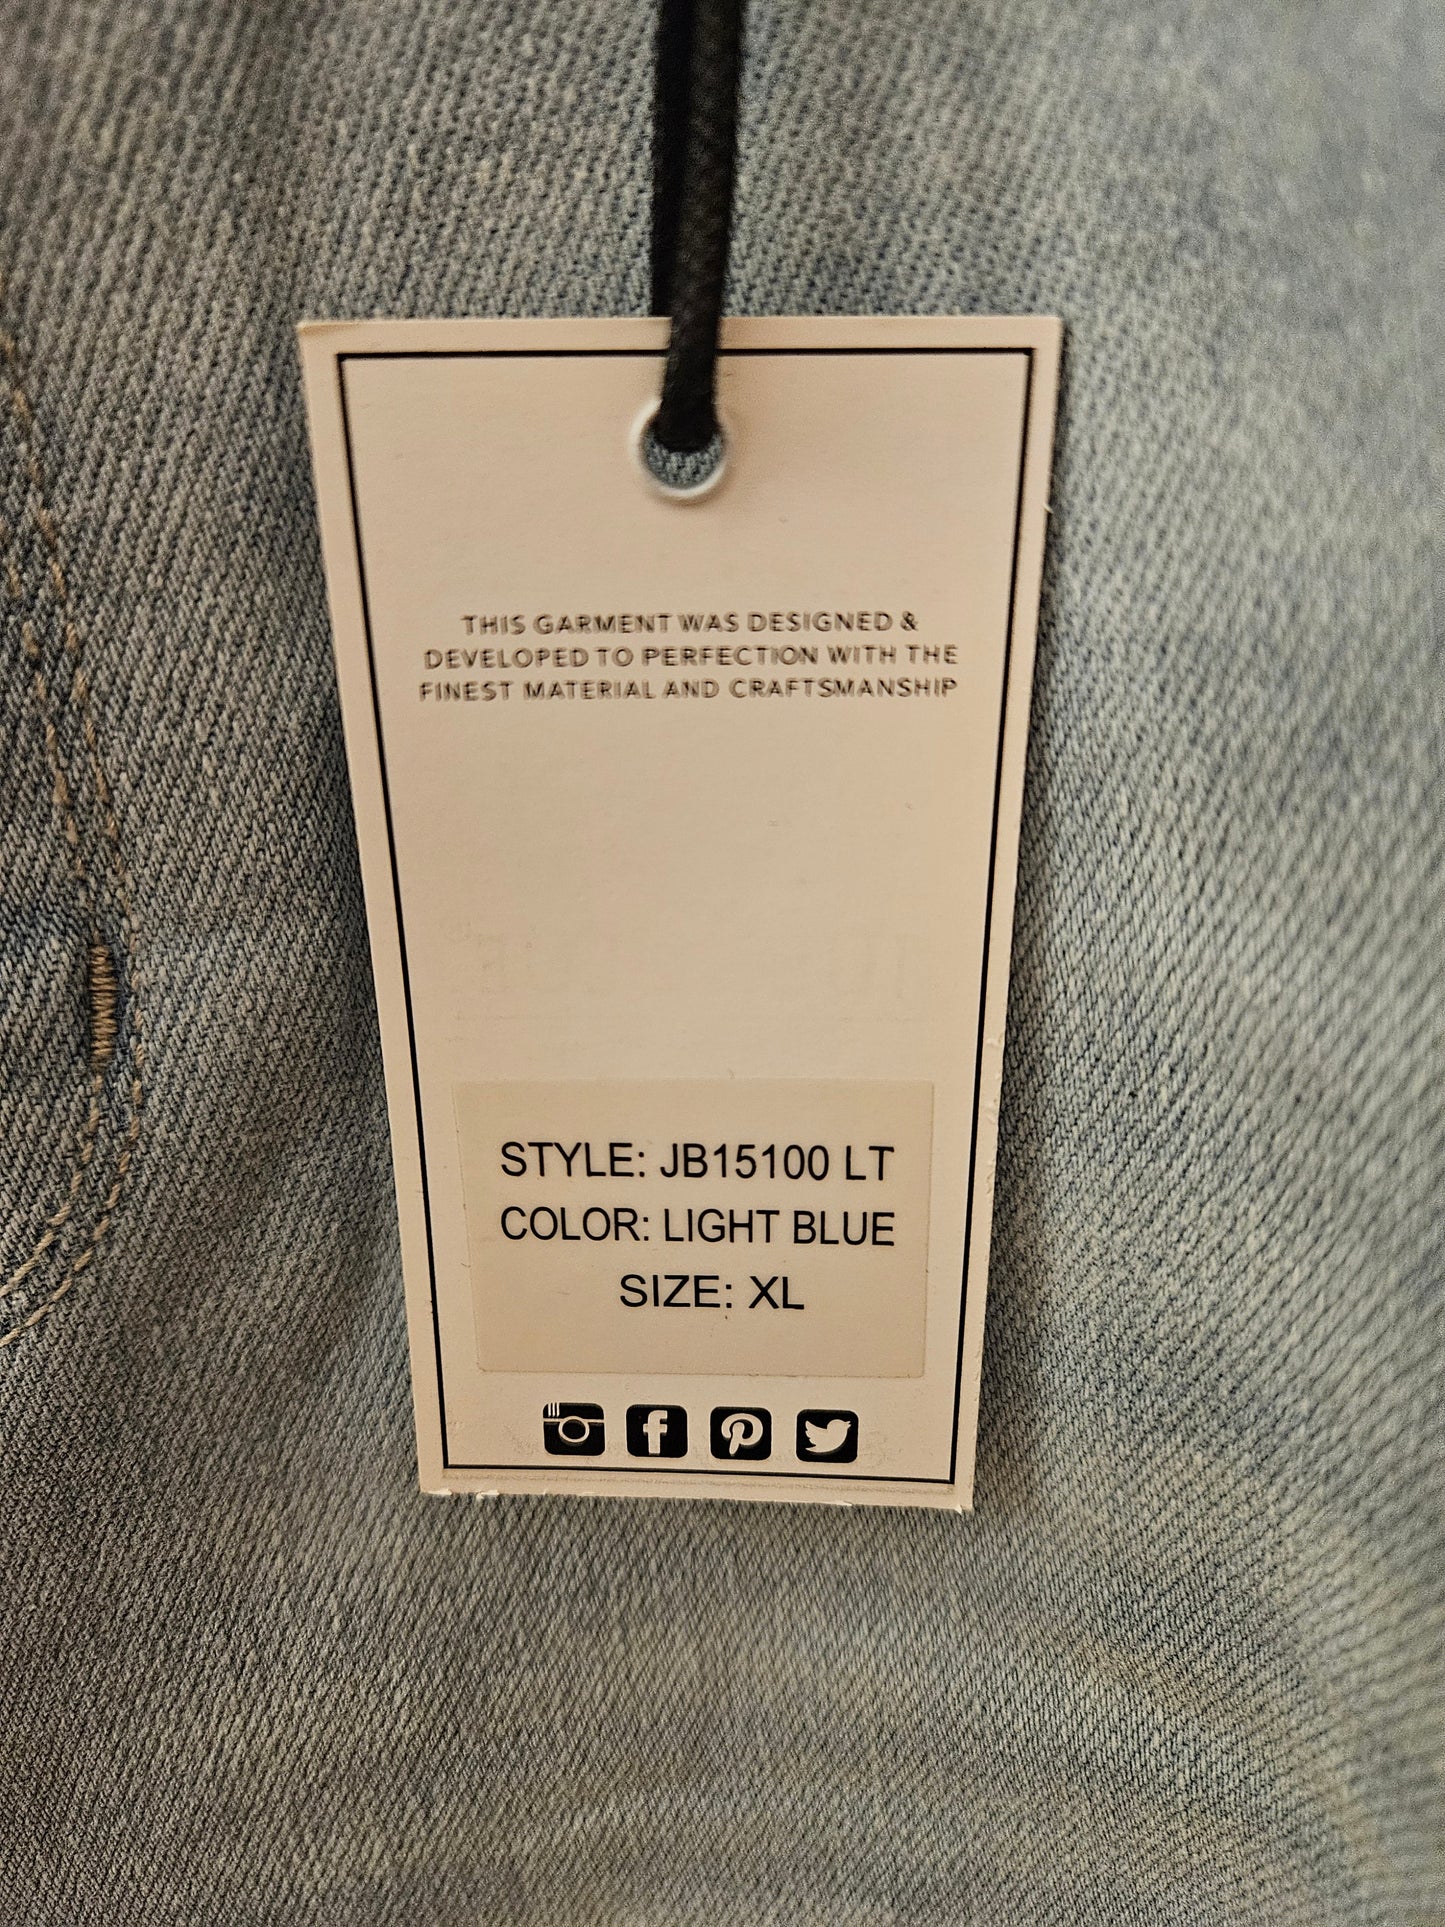 THIS GARMENT WAS DESIGNED &
DEVELOPED TO PERFECTION WITH THE
FINEST MATERIAL AND CRAFTSMANSHIP
STYLE: JB15100 LT
COLOR: LIGHT BLUE
SIZE: XL